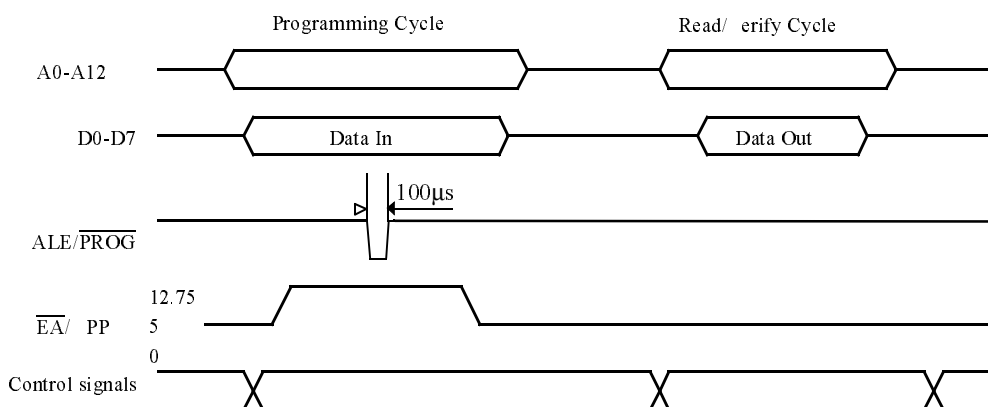 Programming Cycle
Read/ erify Cycle
A0-A12
D0-D7
Data In
Data Out
100µs
ALE/PROG
12.75
EA/ PP
5
0
Control signals